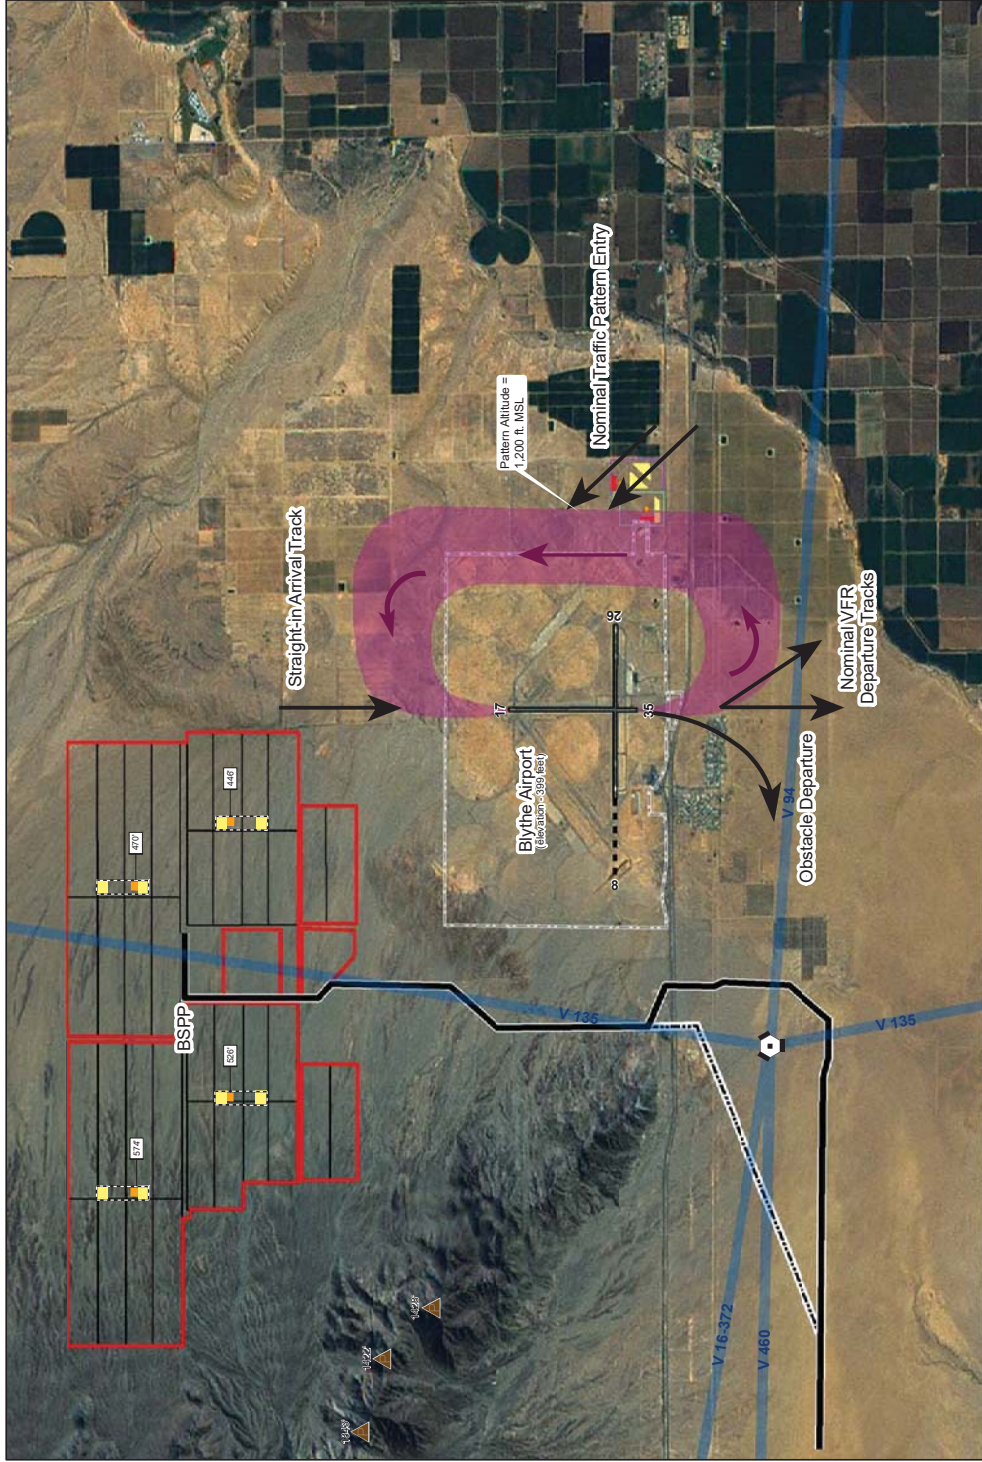 Straight-in Arrival Track
Pattern Altitude =
1,200 ft. MSL
Nominal Traffic Pattern Entry
470'
446'
BSPP
574'
526'
17
26
35
8
Blythe Airport
(elevation - 399 feet)
Nominal VFR
Departure Tracks
Obstacle Departure
V 94
V 135
V 135
V 16-372
V 460
1422'